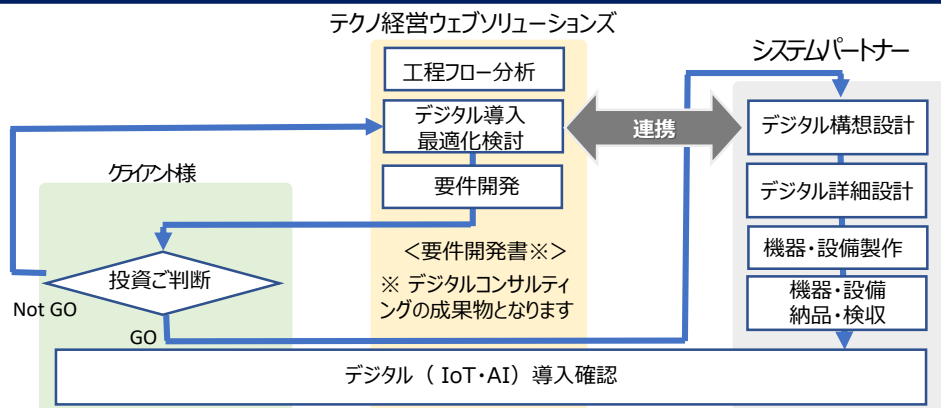 テクノ経営ウェブソリューションズ
システムパートナー
工程フロー分析
デジタル導入
最適化検討
連携
デジタル構想設計
クライアント様
要件開発
デジタル詳細設計
<要件開発書※>
機器・設備製作
投資ご判断
※ デジタルコンサルティ
ングの成果物となります
機器・設備
納品・検収
Not GO
GO
デジタル（ IoT・AI）導入確認